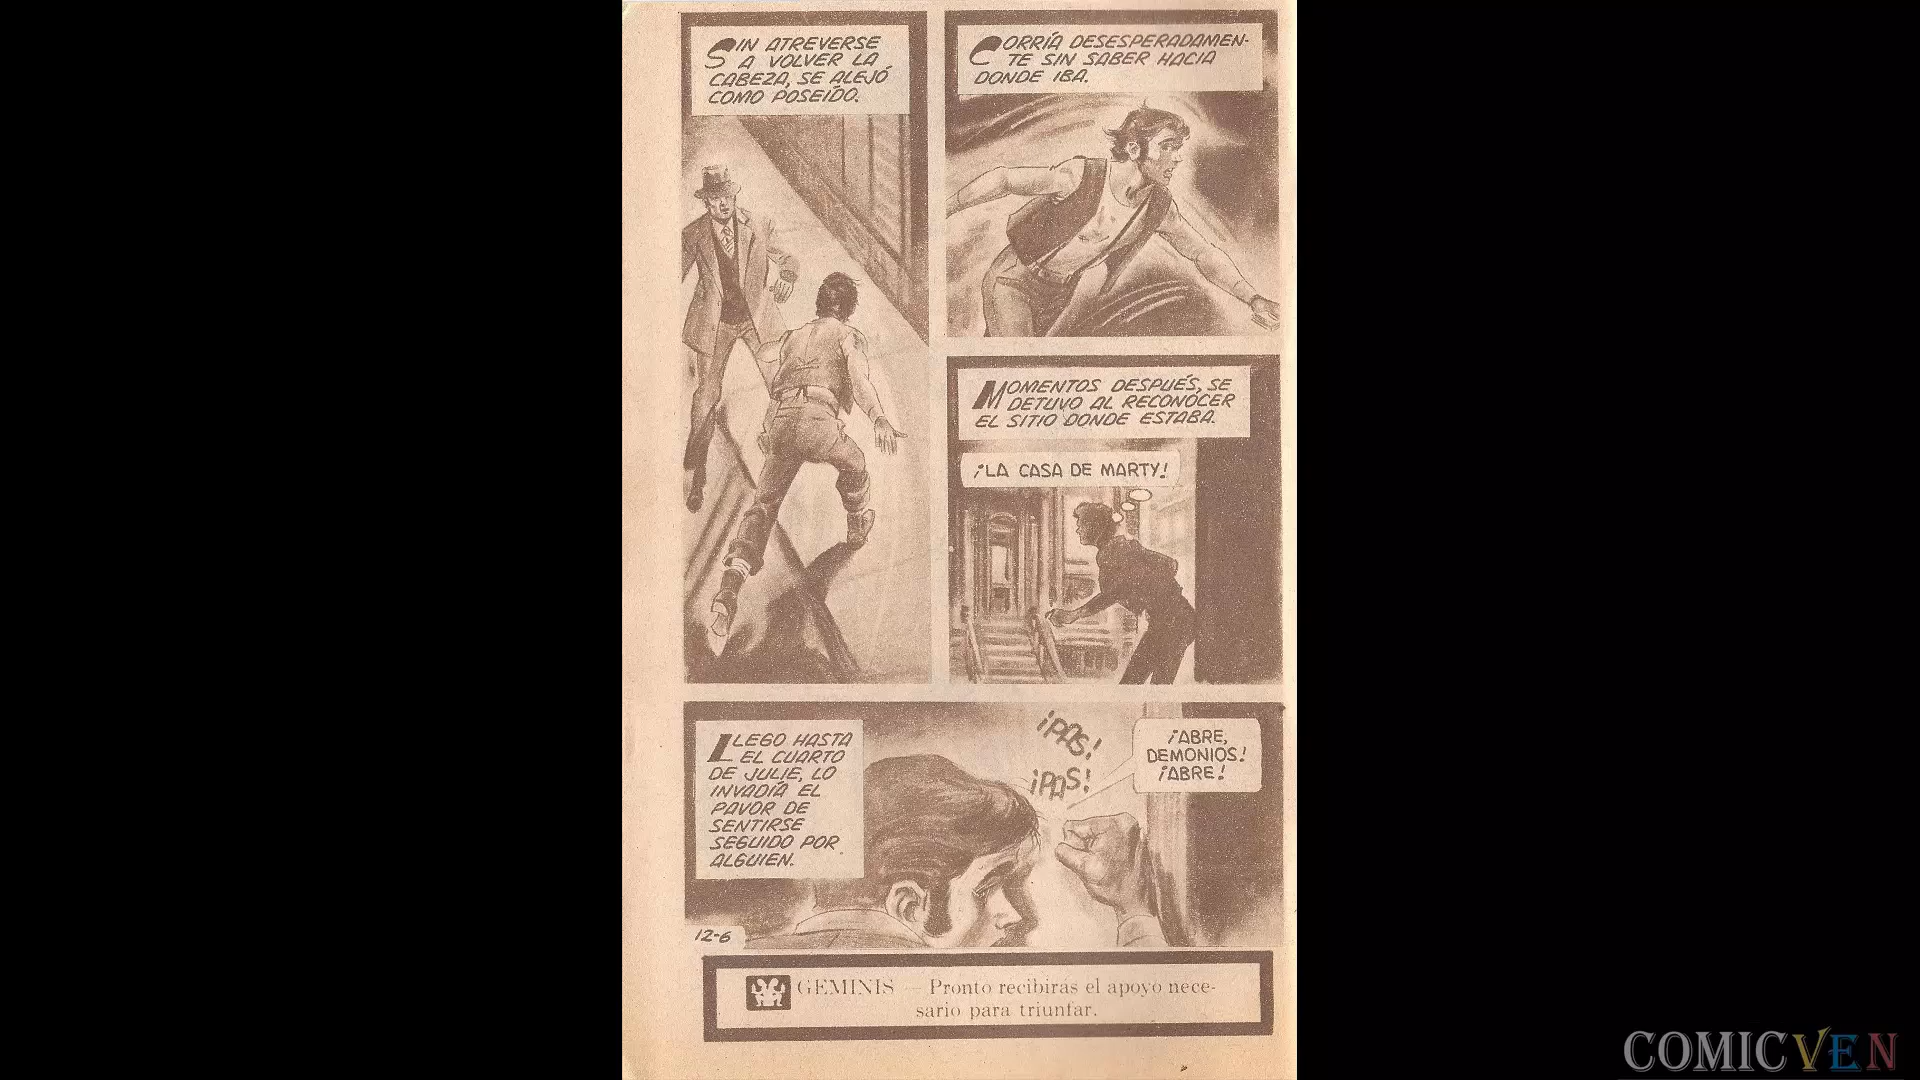 SIN ATREVERSE
A VOLVER LA
CABEZA, SE ALEJÓ
COMO POSEÍDO.
CORRÍA DESESPERADAMEN-
TE SIN SABER HACIA
DONDE IBA.
MOMENTOS DESPUÉS, SE
DETUVO AL RECONOCER
EL SITIO DONDE ESTABA.
¡LA CASA DE MARTY!
LLEGO HASTA
EL CUARTO
DE JULIE, LO
INVADÍA EL
PAVOR DE
SENTIRSE
SEGUIDO POR
ALGUIEN.
¡PAS!
¡PAS!
¡ABRE,
DEMONIOS!
¡ABRE!
12-6
GEMINIS — Pronto recibirás el apoyo nece-
sario para triunfar.
COMICVEN